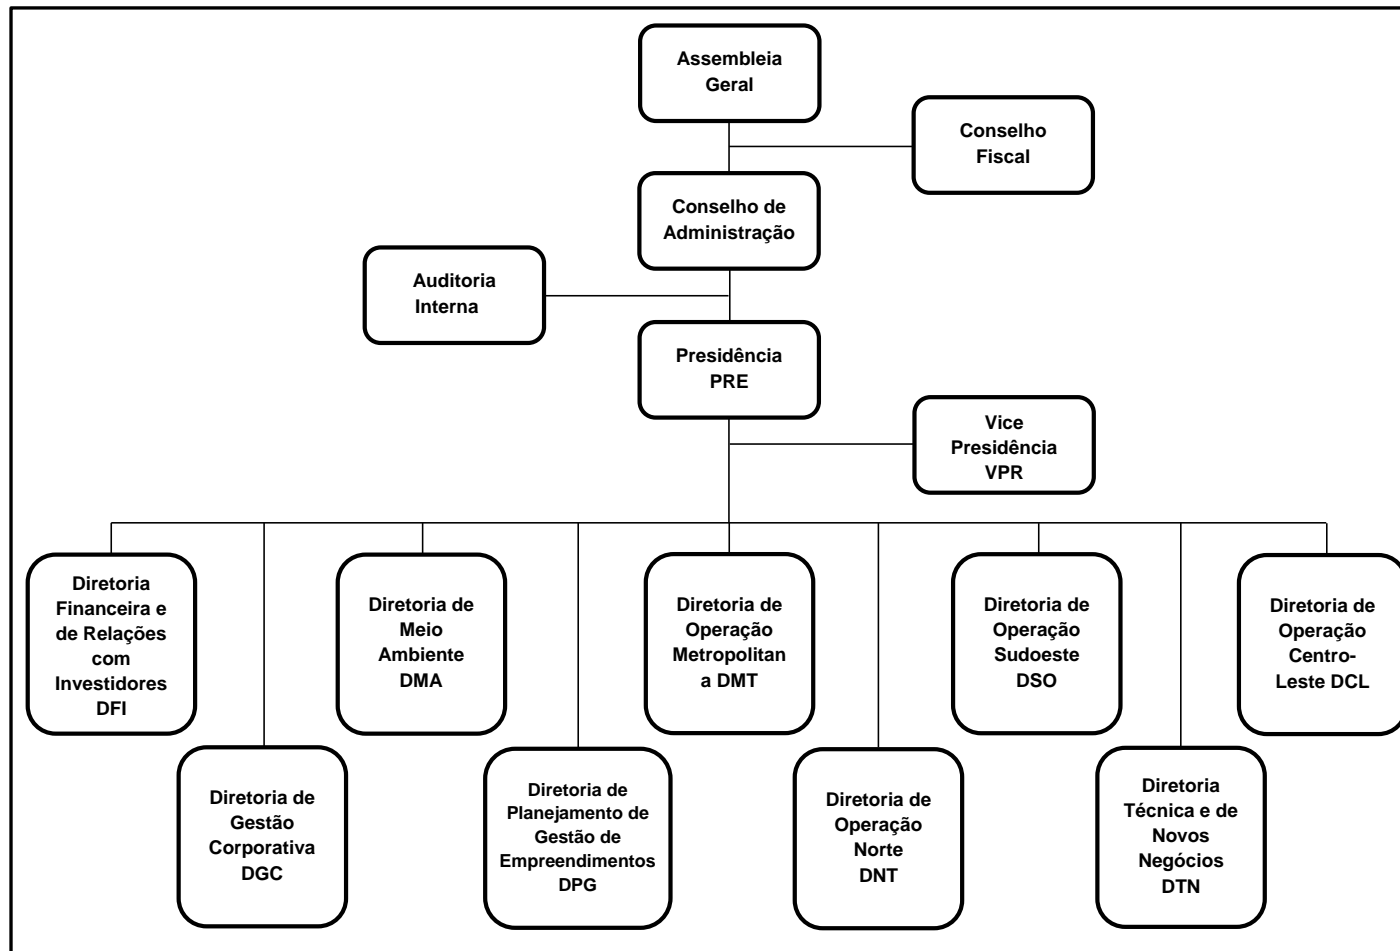 Assembleia
Geral
Conselho
Fiscal
Conselho de
Administração
Auditoria
Interna
Presidência
PRE
Vice
Presidência
VPR
Diretoria
Financeira e
de Relações
com
Investidores
DFI
Diretoria de
Meio
Ambiente
DMA
Diretoria de
Operação
Metropolitan
a DMT
Diretoria de
Operação
Sudoeste
DSO
Diretoria de
Operação
Centro-
Leste DCL
Diretoria de
Gestão
Corporativa
DGC
Diretoria de
Planejamento de
Gestão de
Empreendimentos
DPG
Diretoria de
Operação
Norte
DNT
Diretoria
Técnica e de
Novos
Negócios
DTN